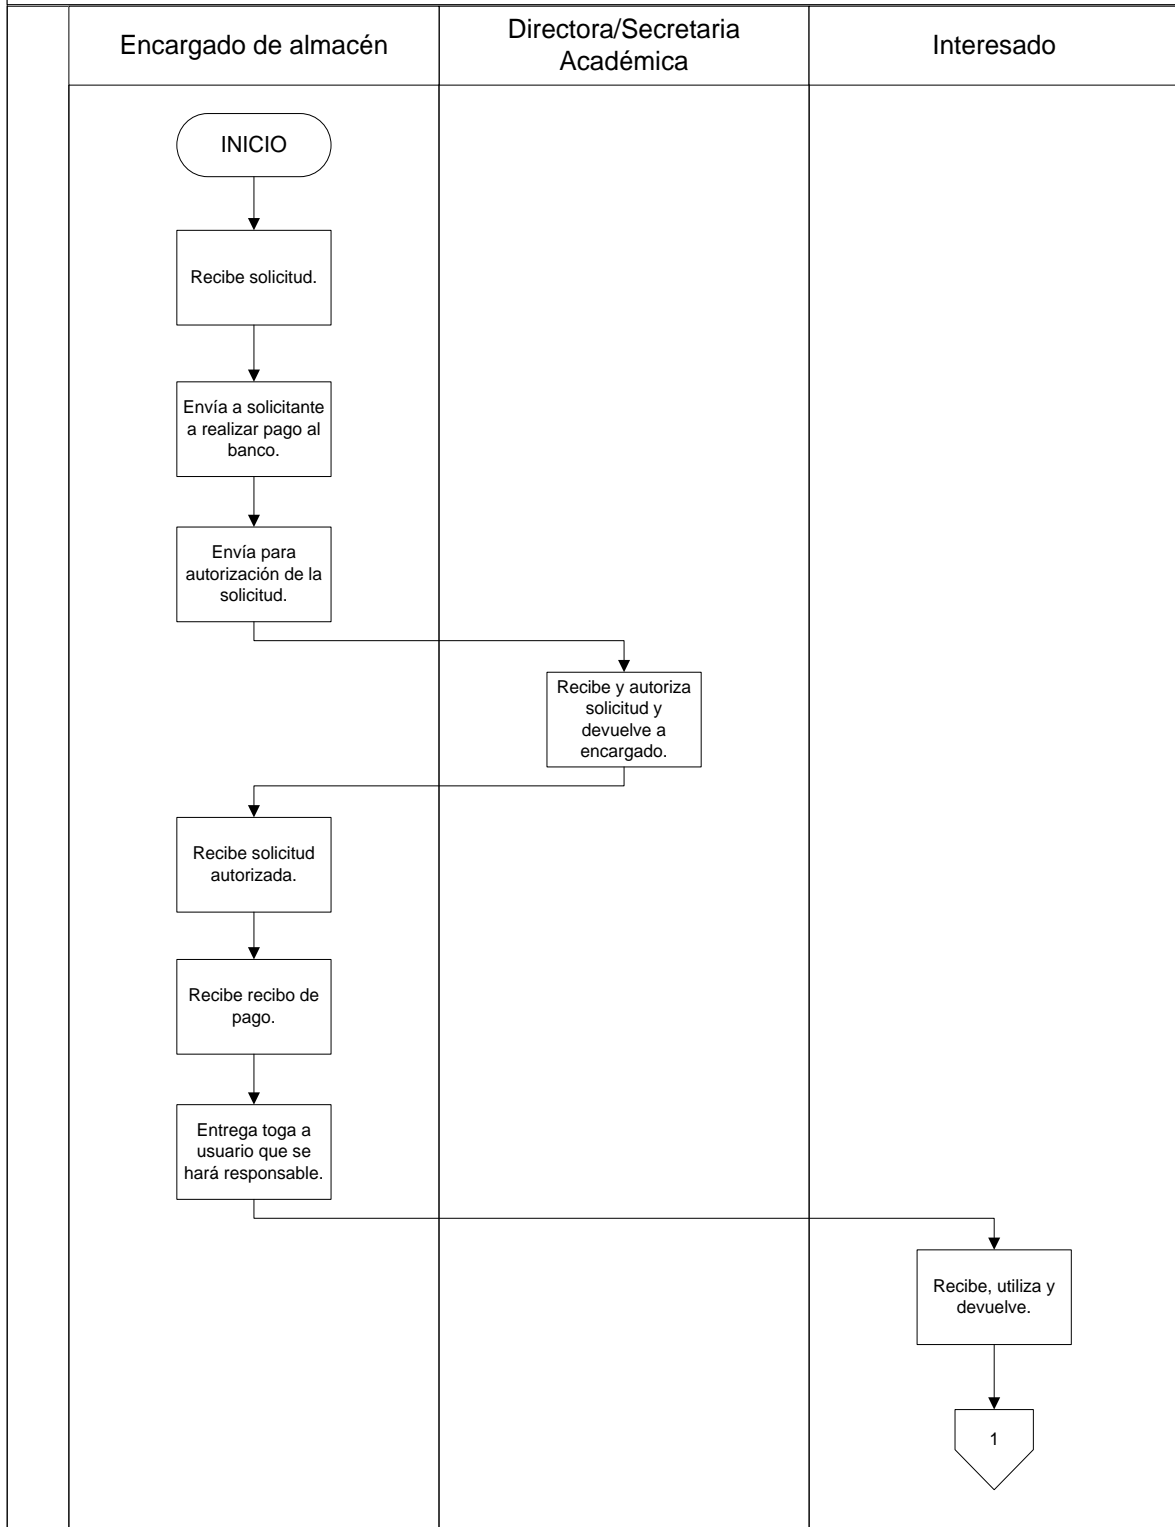 Encargado de almacén
Directora/Secretaria
Académica
Interesado
INICIO
Recibe solicitud.
Envía a solicitante
a realizar pago al
banco.
Envía para
autorización de la
solicitud.
Recibe y autoriza
solicitud y
devuelve a
encargado.
Recibe solicitud
autorizada.
Recibe recibo de
pago.
Entrega toga a
usuario que se
hará responsable.
Recibe, utiliza y
devuelve.
1